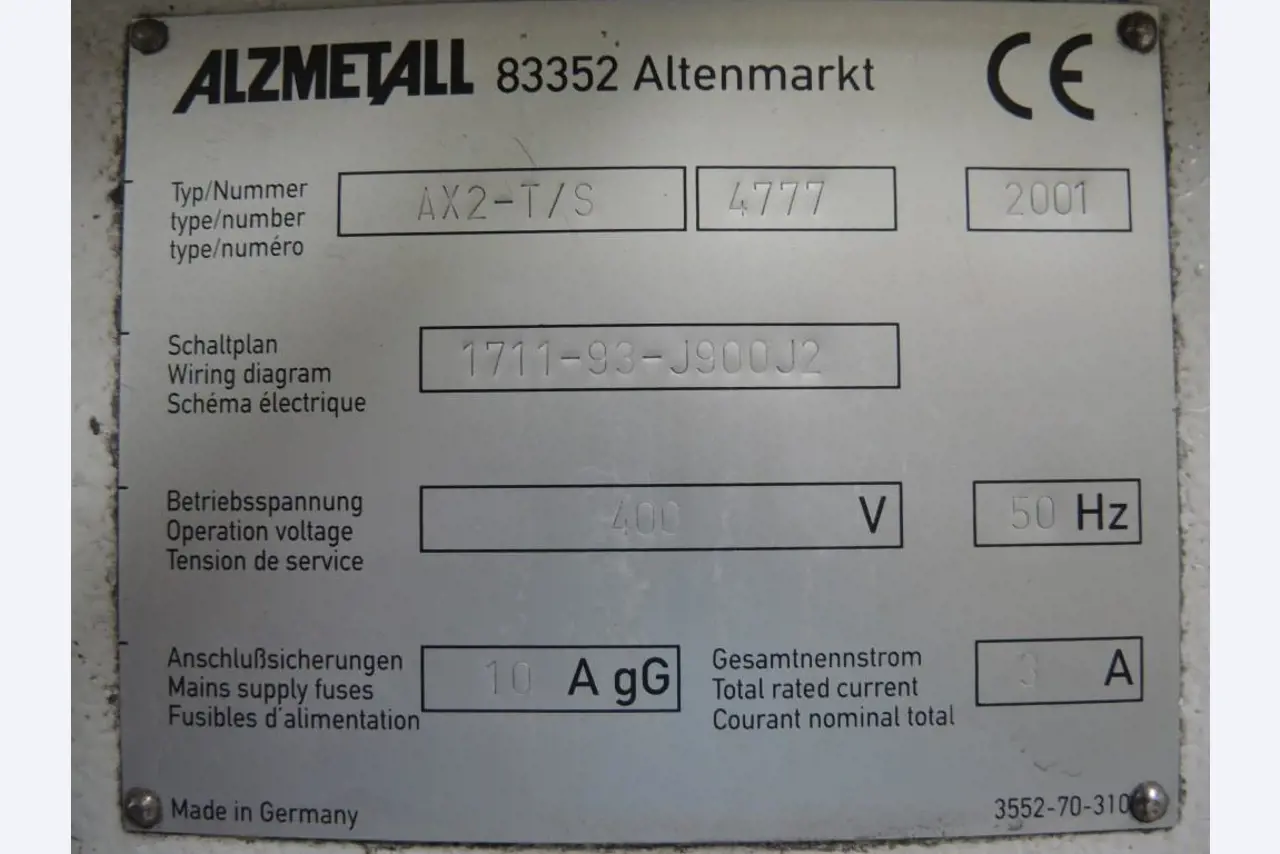 ALZMETALL 83352 Altenmarkt CE
Typ/Nummer
type/number
type/numéro
AX2-T/S 4777 2001
Schaltplan
Wiring diagram
Schéma électrique
1711-93-J900J2
Betriebsspannung
Operation voltage
Tension de service
400 V 50 Hz
Anschlußsicherungen
Mains supply fuses
Fusibles d'alimentation
10 A gG
Gesamtnennstrom
Total rated current
Courant nominal total
3 A
Made in Germany
3552-70-310